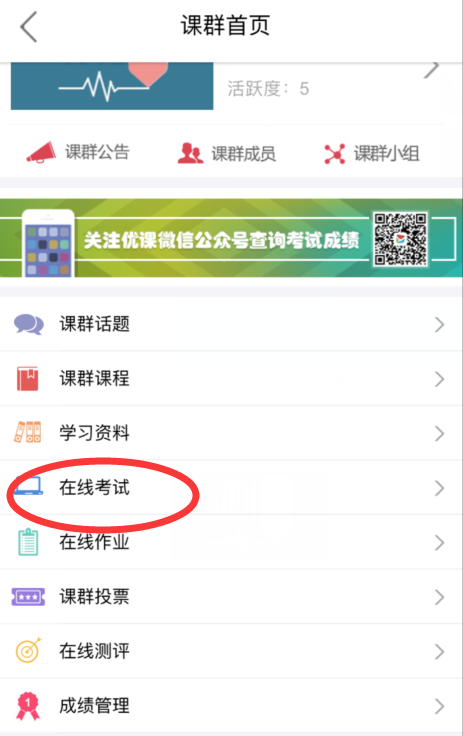 课群首页
活跃度：5
课群公告
课群成员
课群小组
关注优课微信公众号查询考试成绩
课群话题
课群课程
学习资料
在线考试
在线作业
课群投票
在线测评
1
成绩管理